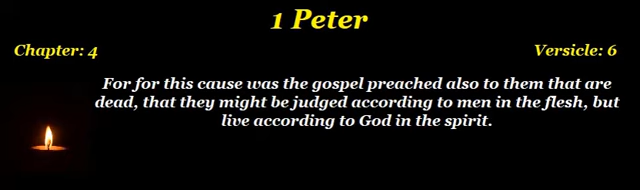 1 Peter
Chapter: 4
Versicle: 6
For for this cause was the gospel preached also to them that are
dead, that they might be judged according to men in the flesh, but
live according to God in the spirit.